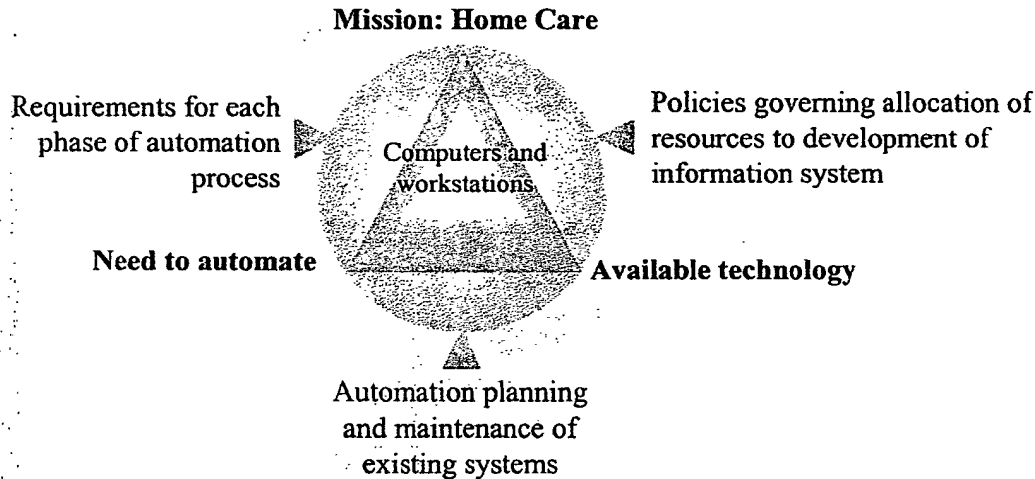 Mission: Home Care
Requirements for each
phase of automation
process
Policies governing allocation of
resources to development of
information system
Computers and
workstations
Need to automate
Available technology
Automation planning
and maintenance of
existing systems